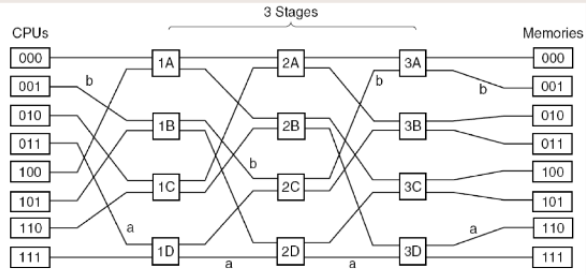 3 Stages
CPUs
Memories
000
1A
2A
3A
000
001
b
b
b
001
010
1B
2B
3B
010
011
011
100
b
100
1C
2C
3C
101
101
110
a
a
110
1D
2D
3D
111
a
a
111